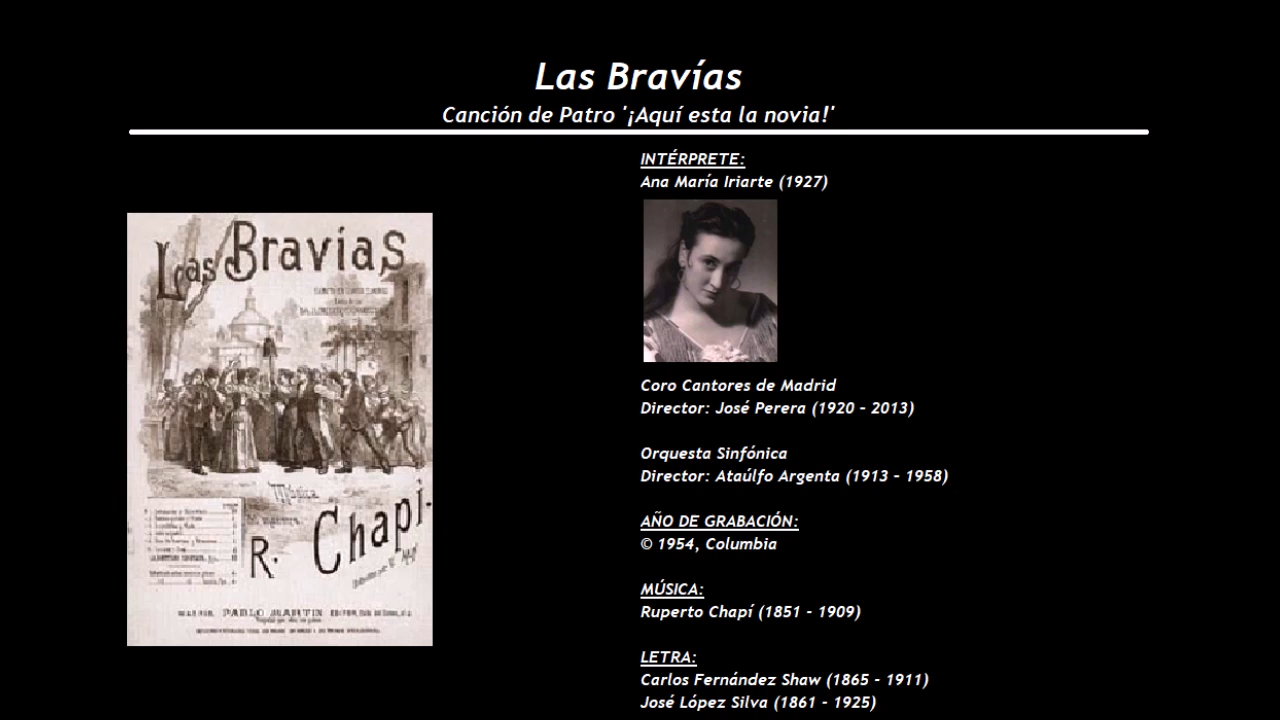 Las Bravías
Canción de Patro '¡Aquí esta la novia!'
Las Bravías
Música
R. Chapí.
PABLO MARTIN
INTÉRPRETE:
Ana María Iriarte (1927)
Coro Cantores de Madrid
Director: José Perera (1920 - 2013)
Orquesta Sinfónica
Director: Ataúlfo Argenta (1913 - 1958)
AÑO DE GRABACIÓN:
© 1954, Columbia
MÚSICA:
Ruperto Chapí (1851 - 1909)
LETRA:
Carlos Fernández Shaw (1865 - 1911)
José López Silva (1861 - 1925)